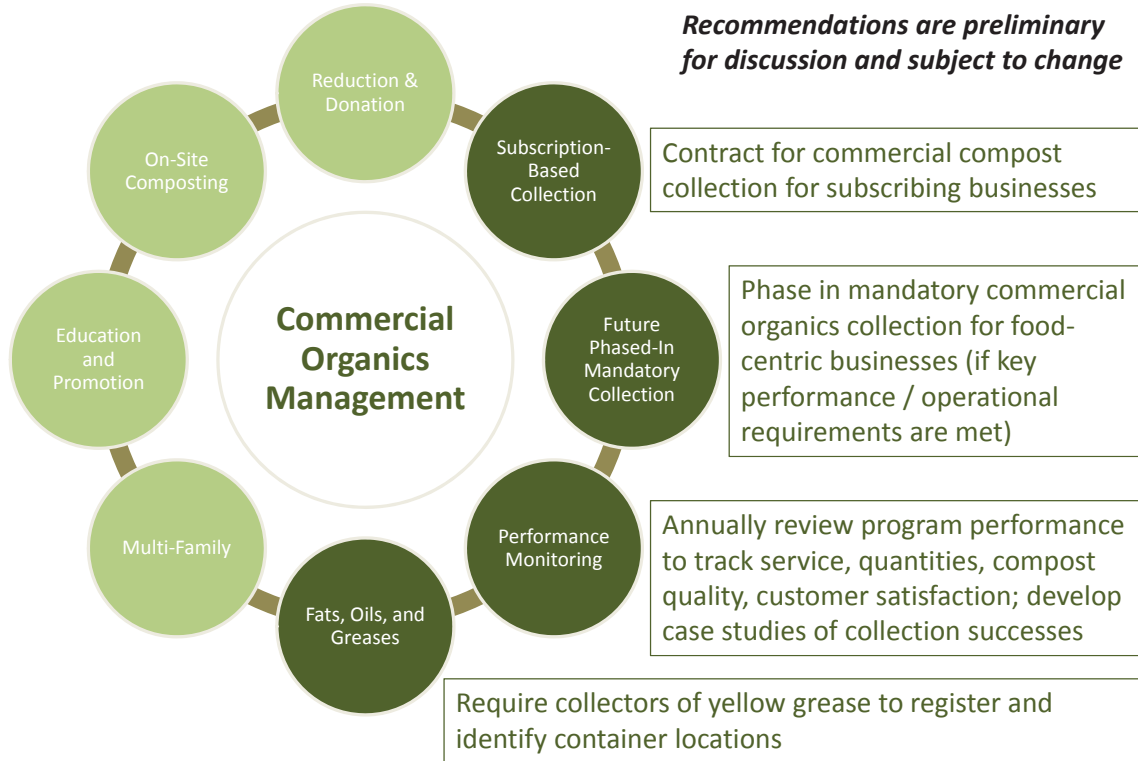 Recommendations are preliminary
for discussion and subject to change
Reduction &
Donation
Subscription-
Based
Collection
Contract for commercial compost
collection for subscribing businesses
Future
Phased-In
Mandatory
Collection
Phase in mandatory commercial
organics collection for food-
centric businesses (if key
performance / operational
requirements are met)
Performance
Monitoring
Annually review program performance
to track service, quantities, compost
quality, customer satisfaction; develop
case studies of collection successes
Fats, Oils, and
Greases
Require collectors of yellow grease to register and
identify container locations
Multi-Family
Education
and
Promotion
On-Site
Composting
Commercial
Organics
Management